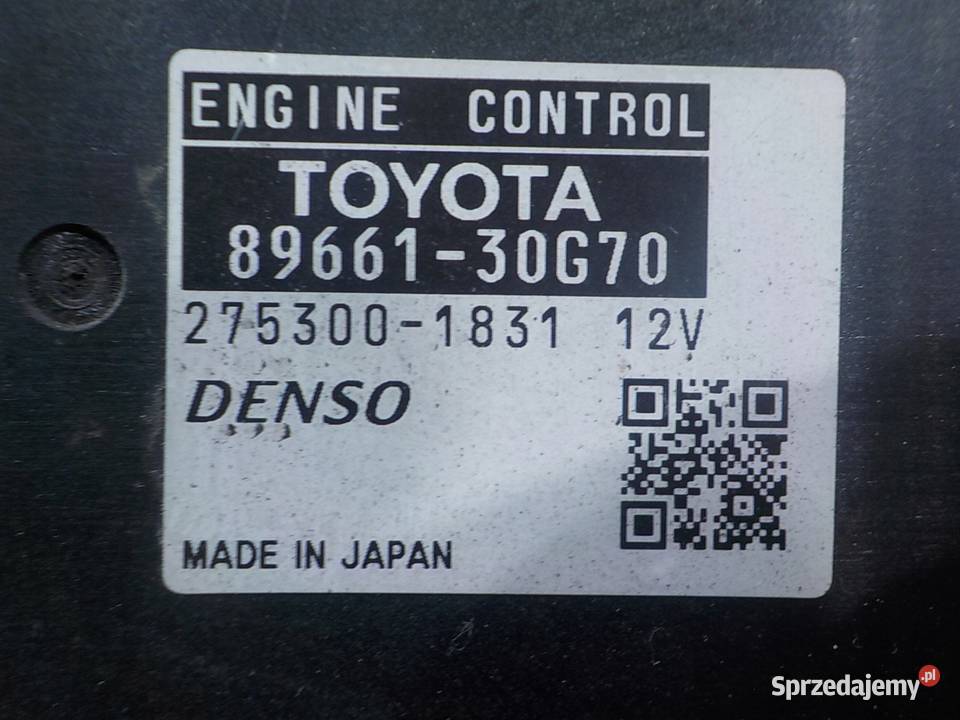 ENGINE CONTROL
TOYOTA
89661-30G70
275300-1831 12V
DENSO
MADE IN JAPAN
Sprzedajemy.pl